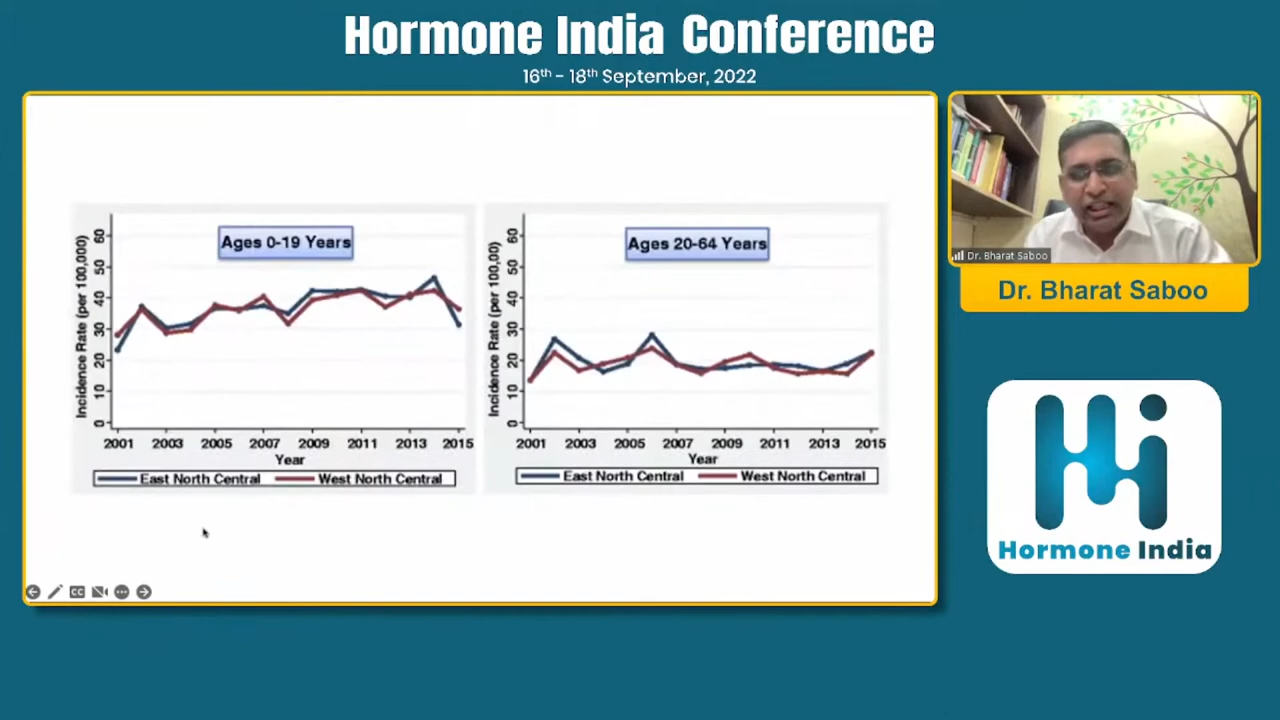 Hormone India Conference
16th - 18th September, 2022
Ages 0-19 Years
Incidence Rate (per 100,000)
60
50
40
30
20
10
0
2001 2003 2005 2007 2009 2011 2013 2015
Year
East North Central West North Central
Ages 20-64 Years
Incidence Rate (per 100,00)
60
50
40
30
20
10
0
2001 2003 2005 2007 2009 2011 2013 2015
Year
East North Central West North Central
CC
Dr. Bharat Saboo
Dr. Bharat Saboo
Hi
Hormone India